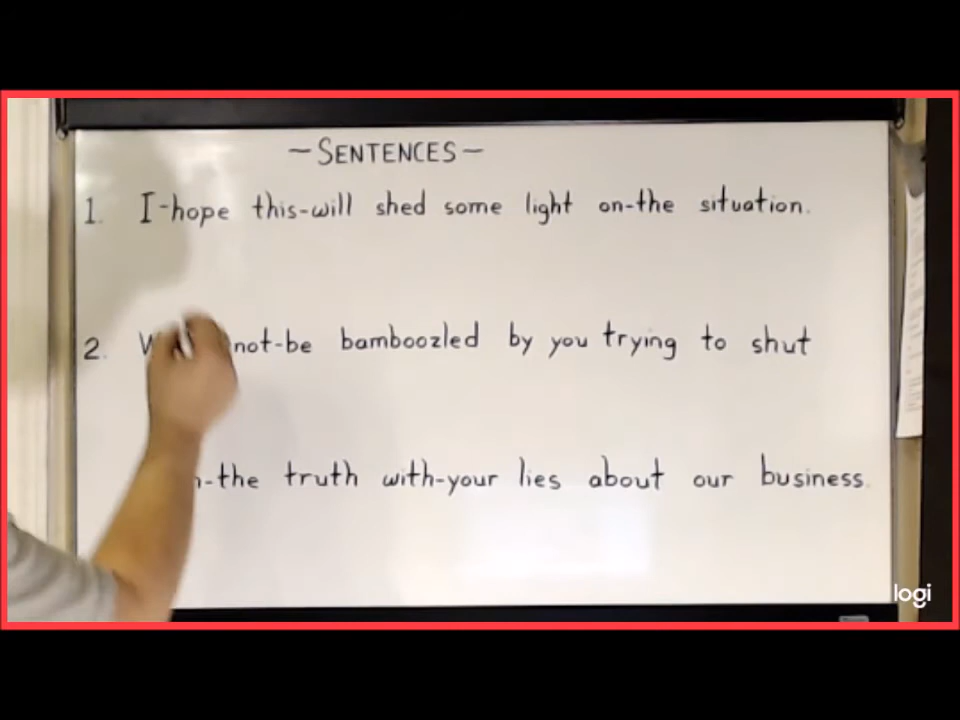 ~SENTENCES~
1. I-hope this-will shed some light on-the situation.
2. not-be bamboozled by you trying to shut
-the truth with-your lies about our business.
logi